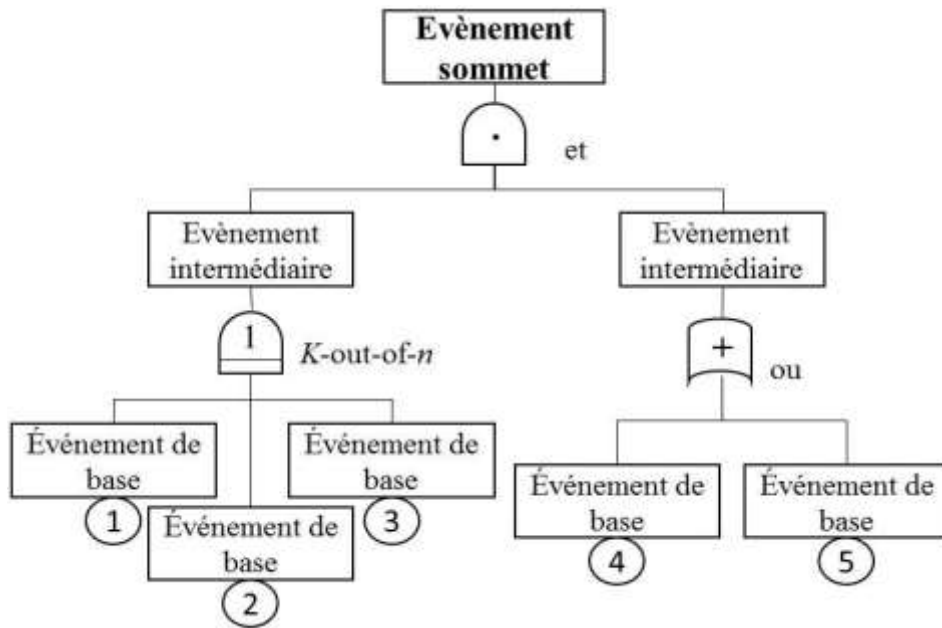 Evènement
sommet
·
et
Evènement
intermédiaire
Evènement
intermédiaire
1
K-out-of-n
+
ou
Événement de
base
1
Événement de
base
2
Événement de
base
3
Événement de
base
4
Événement de
base
5